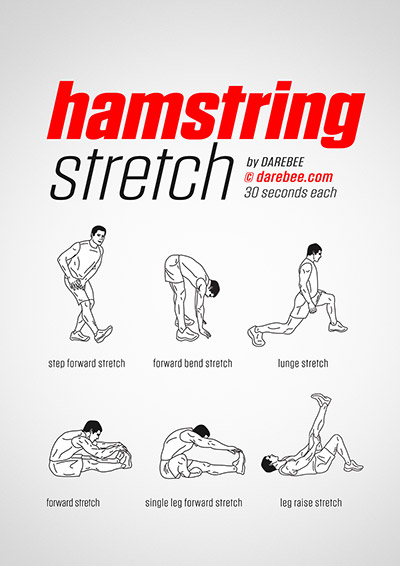 hamstring
stretch
by DAREBEE
© darebee.com
30 seconds each
step forward stretch
forward bend stretch
lunge stretch
forward stretch
single leg forward stretch
leg raise stretch